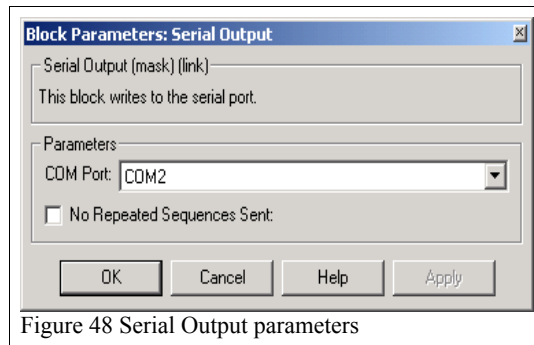 Block Parameters: Serial Output
Serial Output (mask) (link)
This block writes to the serial port.
Parameters
COM Port: COM2
No Repeated Sequences Sent:
OK Cancel Help Apply
Figure 48 Serial Output parameters